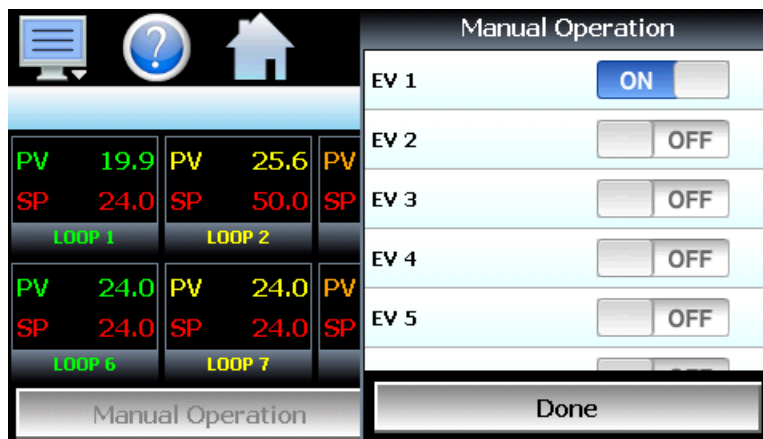 ?
Manual Operation
EV 1 ON
EV 2 OFF
EV 3 OFF
EV 4 OFF
EV 5 OFF
Done
PV 19.9 PV 25.6 PV
SP 24.0 SP 50.0 SP
LOOP 1 LOOP 2
PV 24.0 PV 24.0 PV
SP 24.0 SP 24.0 SP
LOOP 6 LOOP 7
Manual Operation